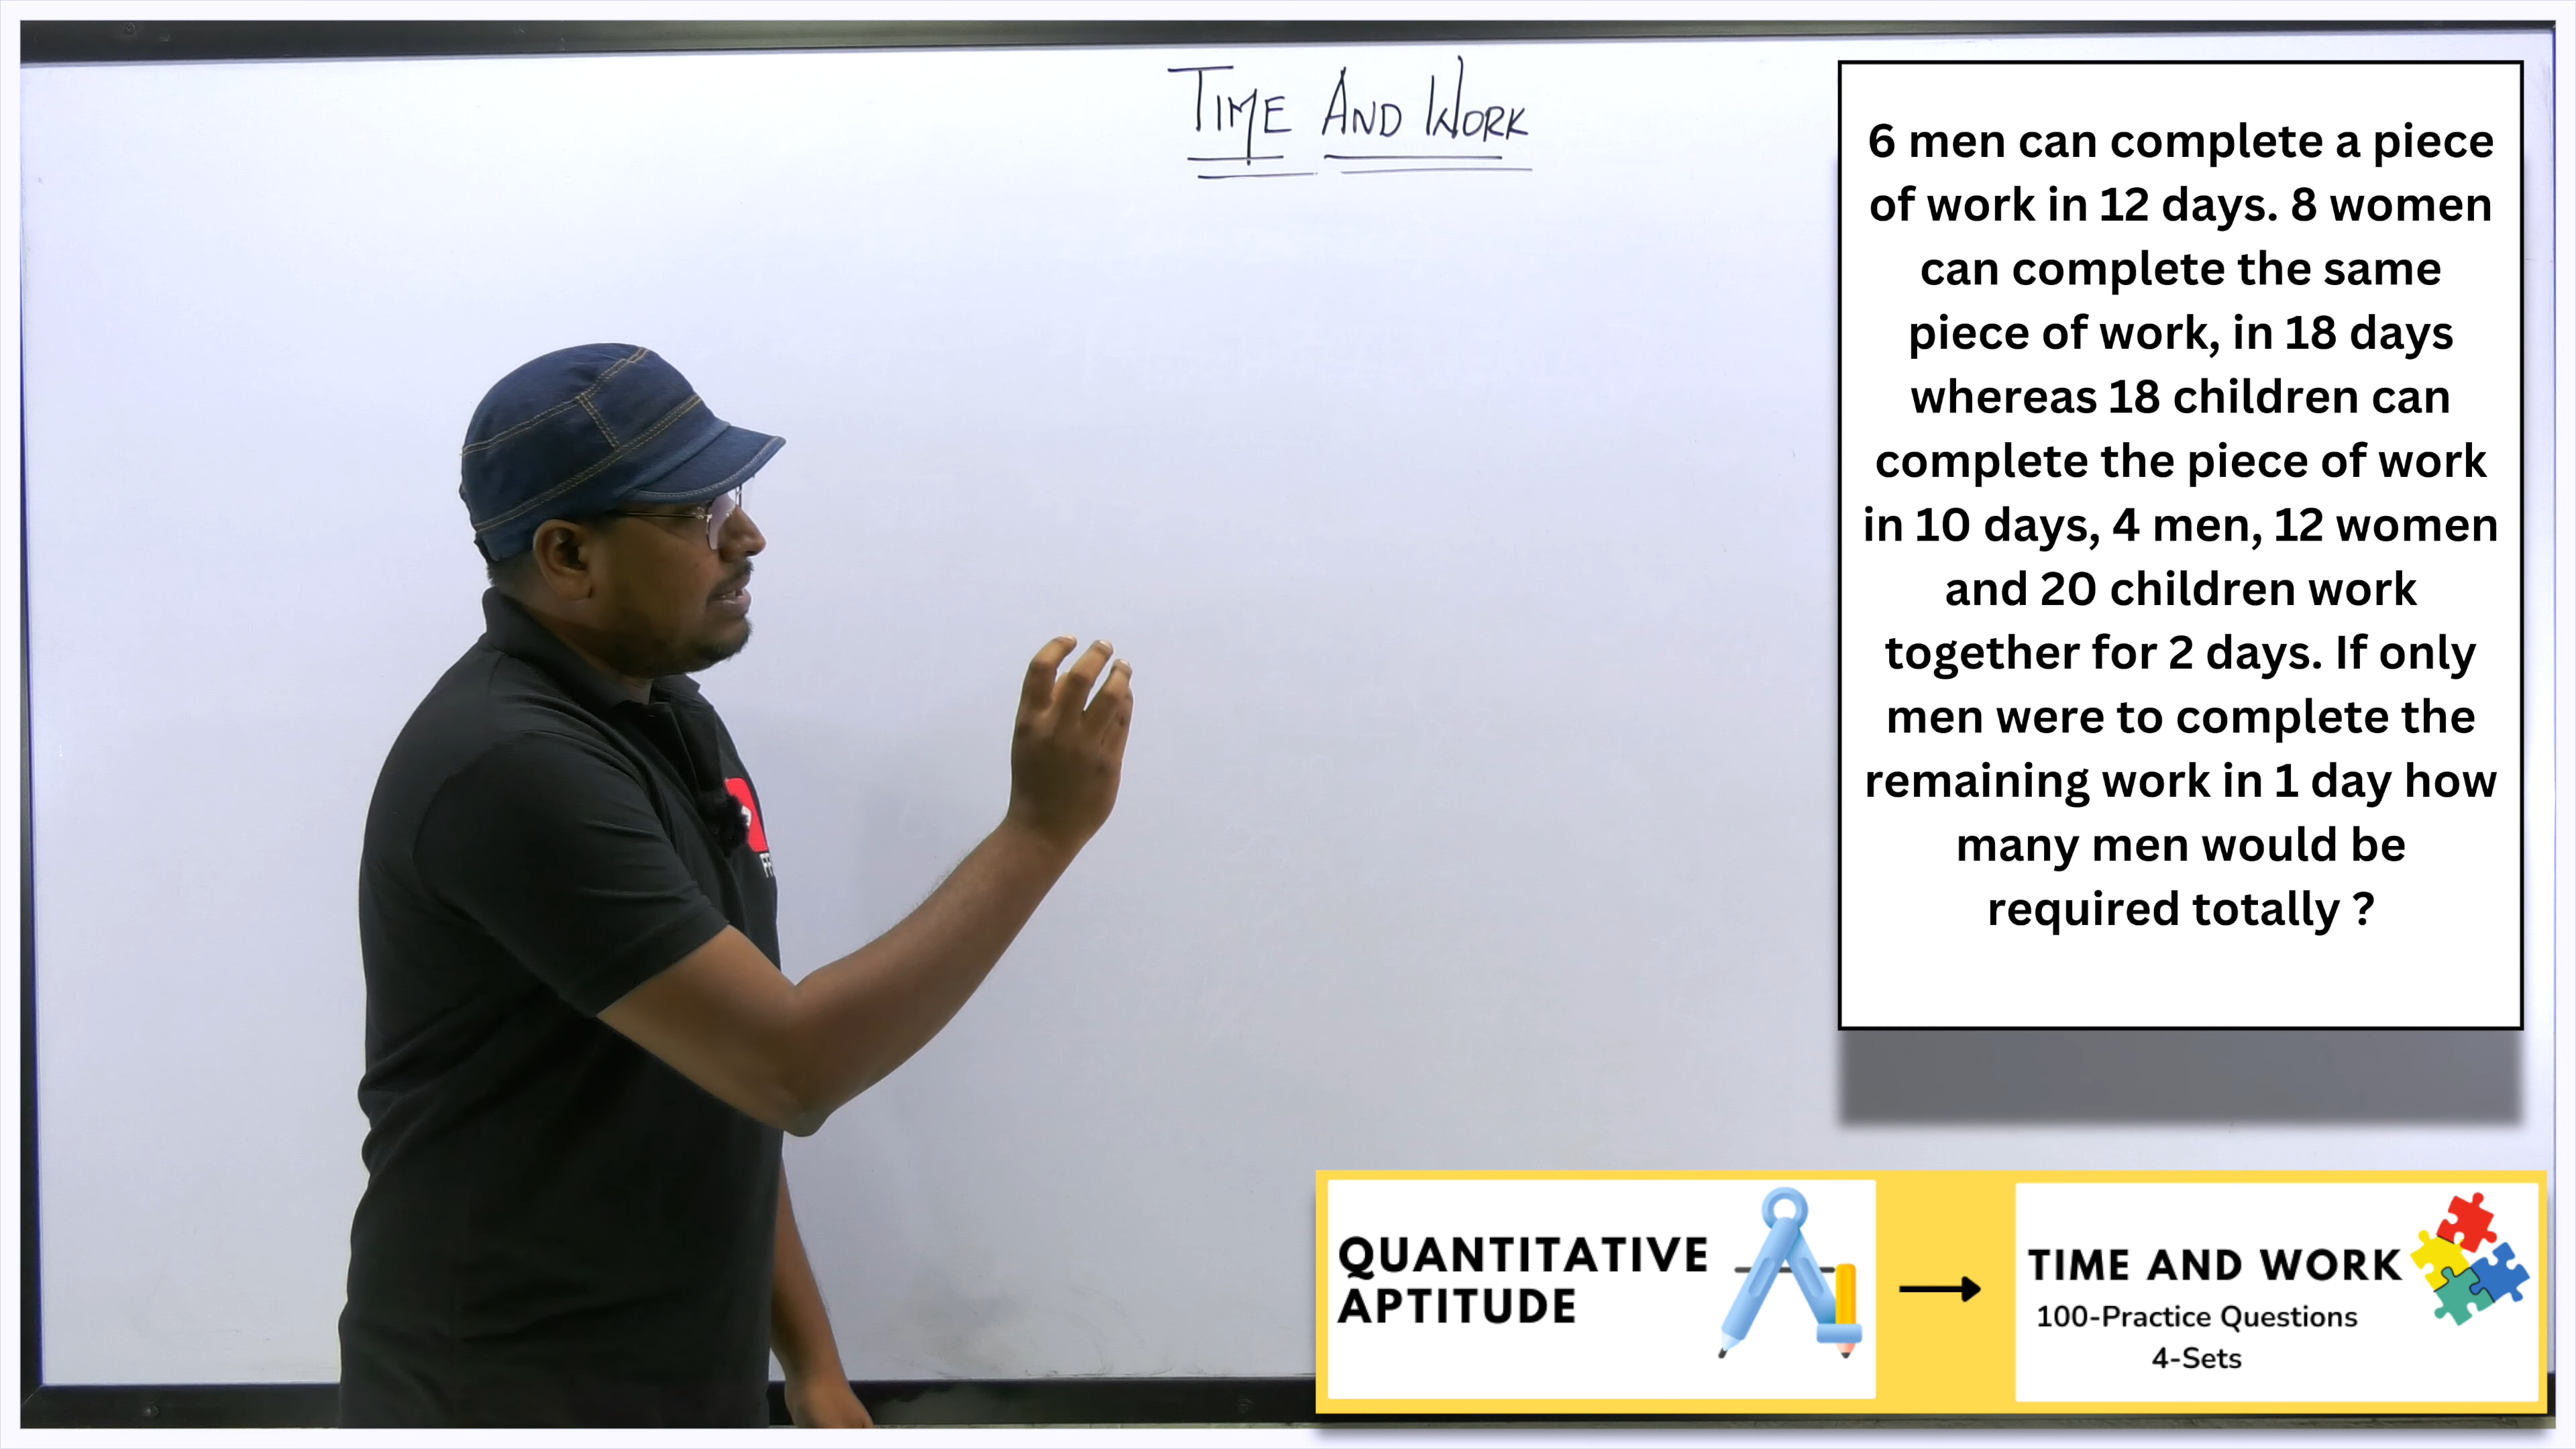 TIME AND WORK
6 men can complete a piece
of work in 12 days. 8 women
can complete the same
piece of work, in 18 days
whereas 18 children can
complete the piece of work
in 10 days, 4 men, 12 women
and 20 children work
together for 2 days. If only
men were to complete the
remaining work in 1 day how
many men would be
required totally ?
QUANTITATIVE
APTITUDE
TIME AND WORK
100-Practice Questions
4-Sets